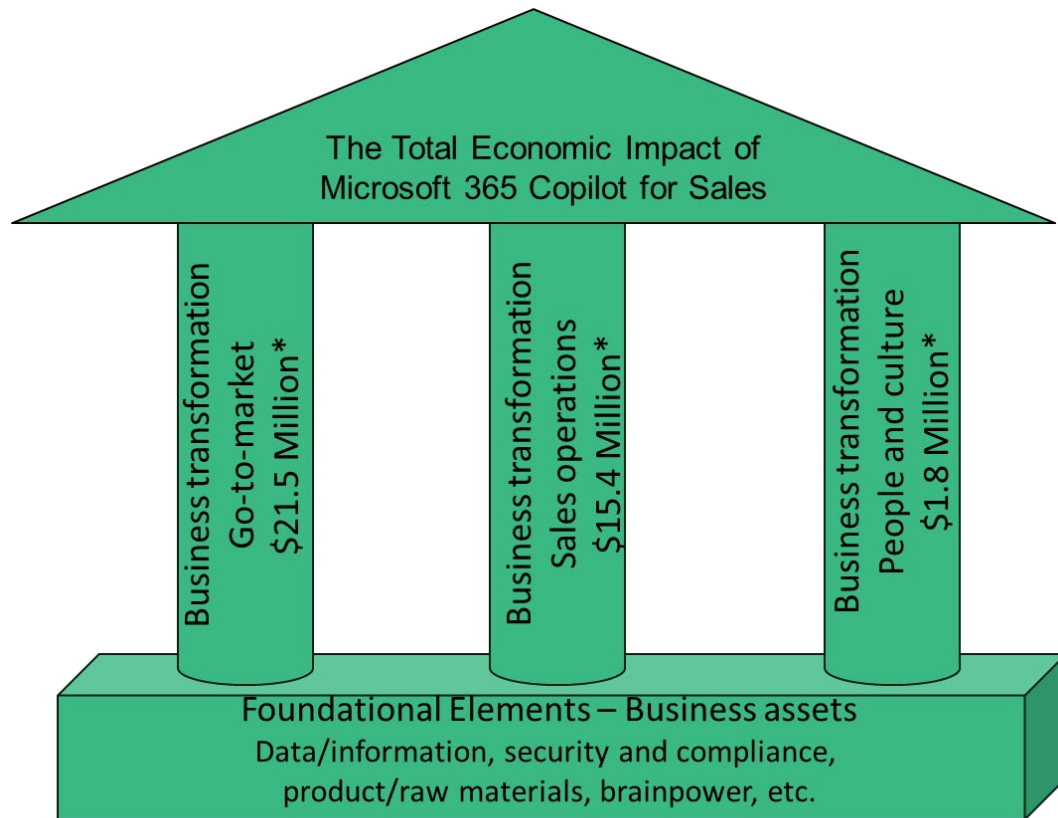 The Total Economic Impact of
Microsoft 365 Copilot for Sales
Business transformation
Go-to-market
$21.5 Million*
Business transformation
Sales operations
$15.4 Million*
Business transformation
People and culture
$1.8 Million*
Foundational Elements – Business assets
Data/information, security and compliance,
product/raw materials, brainpower, etc.